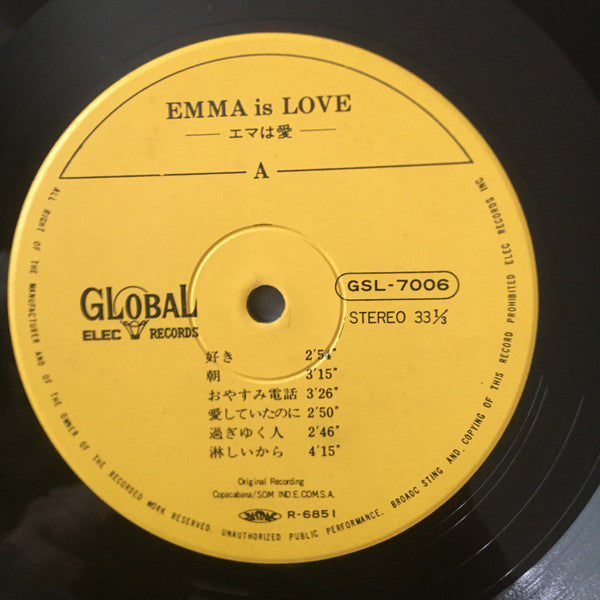 EMMA is LOVE
エマは愛
A
GLOBAL
ELEC RECORDS
GSL-7006
STEREO 33⅓
好き 2'54"
朝 3'15"
おやすみ電話 3'26"
愛していたのに 2'50"
過ぎゆく人 2'46"
淋しいから 4'15"
Original Recording
Copacabana/SOM IND.E.COM.S.A.
R-6851
ALL RIGHT OF THE MANUFACTURER AND OF THE OWNER OF THE RECORDED WORK RESERVED. UNAUTHORIZED PUBLIC PERFORMANCE, BROADC STING AND COPYING OF THIS RECORD PROHIBITED ELEC RECORDS INC